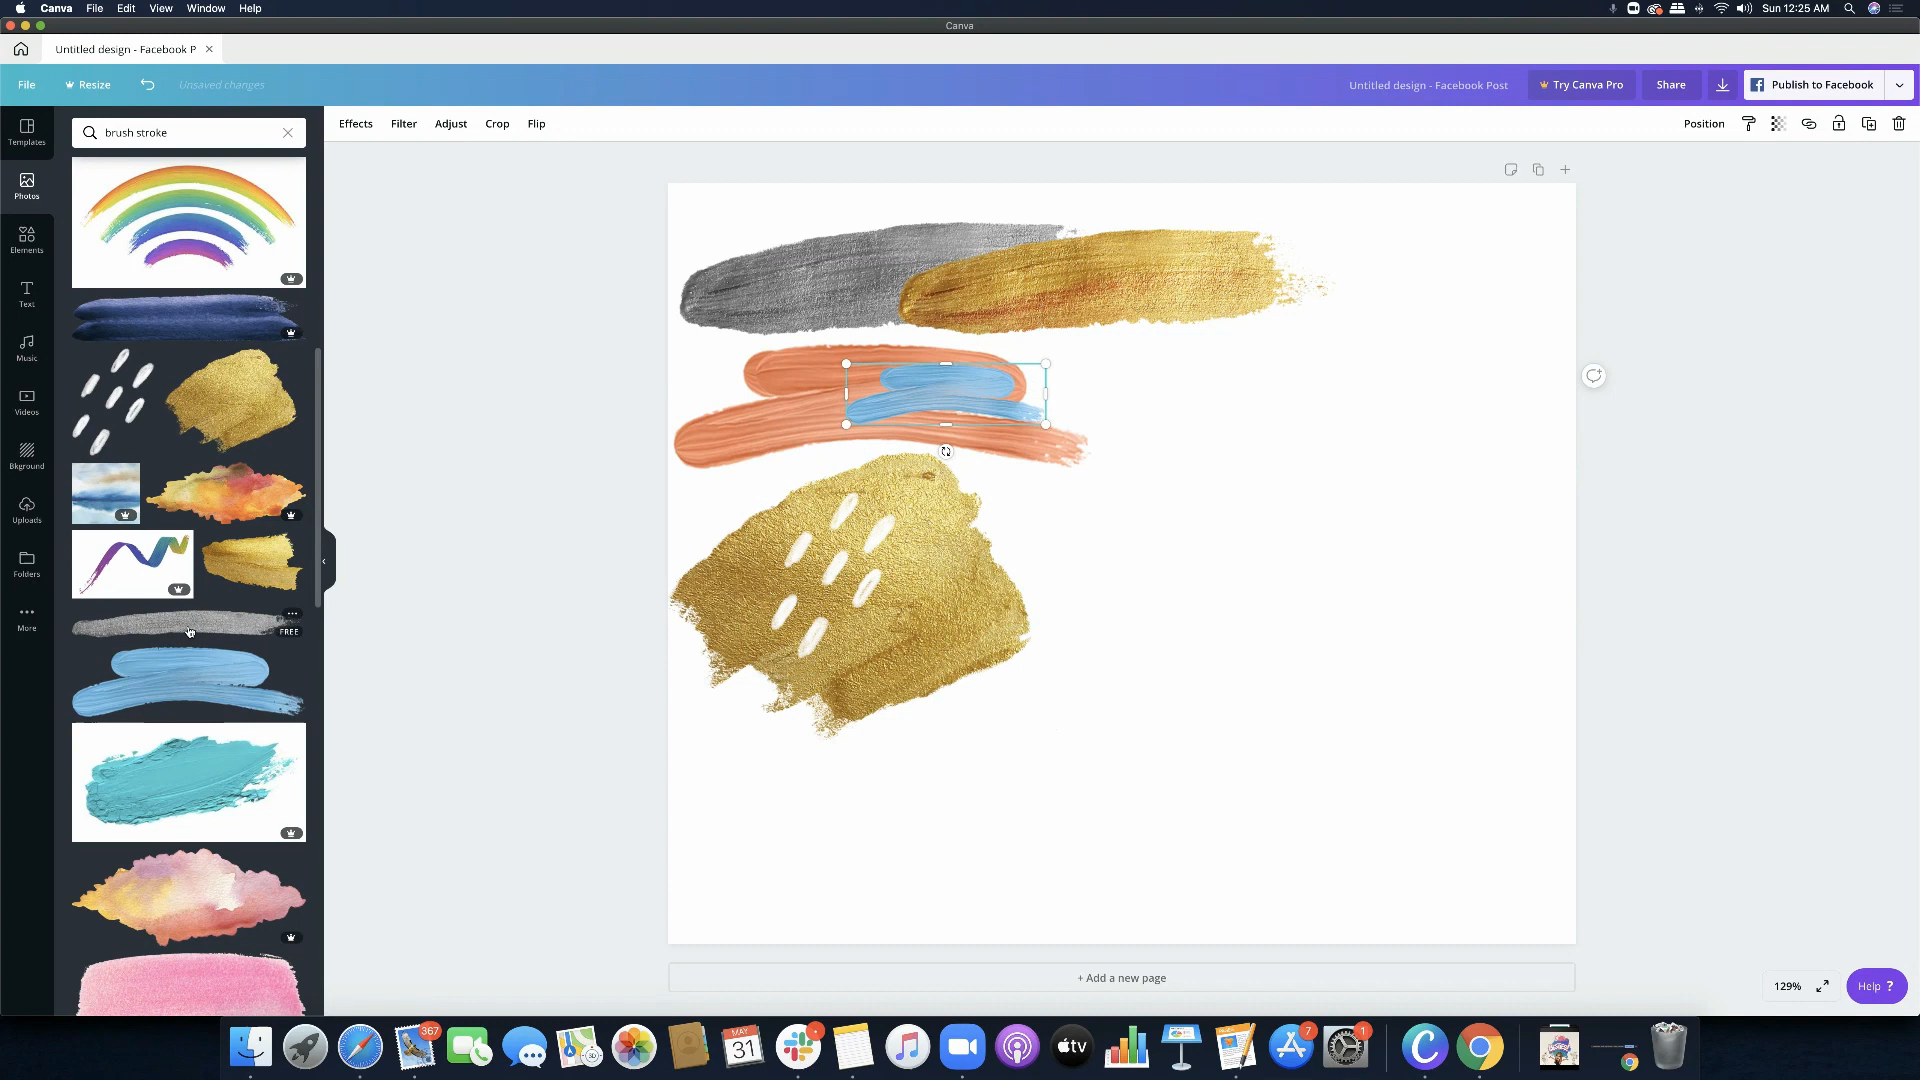 Canva File Edit View Window Help
Sun 12:25 AM
Canva
Untitled design - Facebook P
File Resize Unsaved changes
Untitled design - Facebook Post Try Canva Pro Share Publish to Facebook
Templates
Photos
Elements
Text
Music
Videos
Bkground
Uploads
Folders
More
brush stroke
FREE
Effects Filter Adjust Crop Flip
Position
+ Add a new page
129%
Help ?
367
MAY
31
3D
tv
7
1